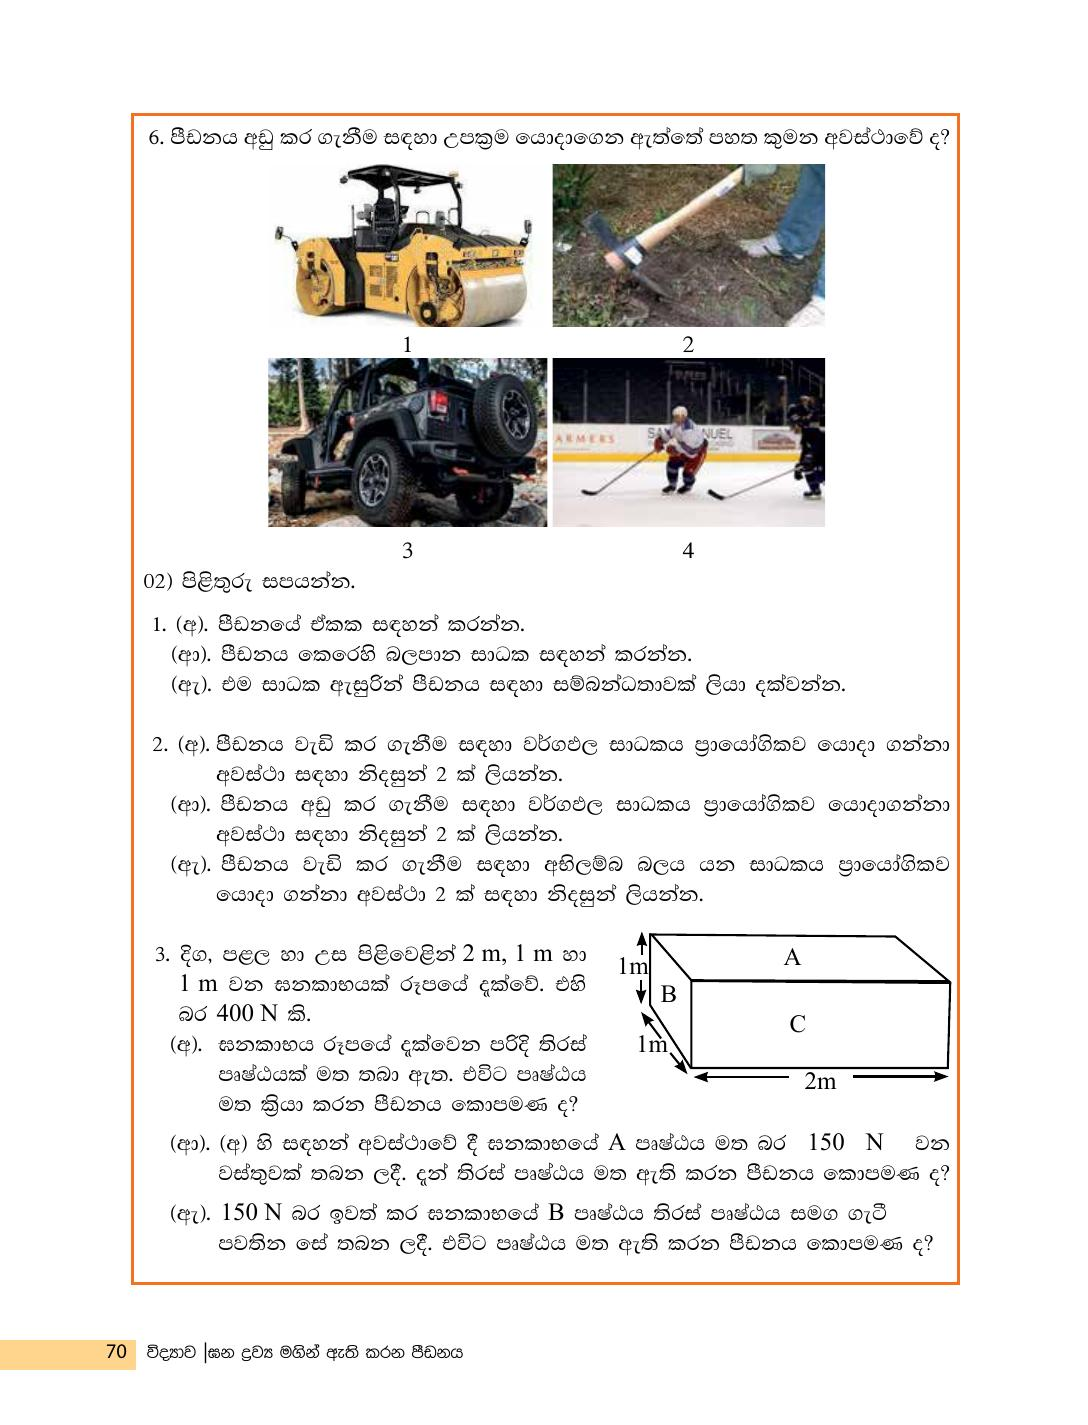 6. පීඩනය අඩු කර ගැනීම සඳහා උපක්‍රම යොදාගෙන ඇත්තේ පහත කුමන අවස්ථාවේ ද?
ARMERS
1
2
3
4
02) පිළිතුරු සපයන්න.
1. (අ). පීඩනයේ ඒකක සඳහන් කරන්න.
(ආ). පීඩනය කෙරෙහි බලපාන සාධක සඳහන් කරන්න.
(ඇ). එම සාධක ඇසුරින් පීඩනය සඳහා සම්බන්ධතාවක් ලියා දක්වන්න.
2. (අ). පීඩනය වැඩි කර ගැනීම සඳහා වර්ගඵල සාධකය ප්‍රායෝගිකව යොදා ගන්නා
අවස්ථා සඳහා නිදසුන් 2 ක් ලියන්න.
(ආ). පීඩනය අඩු කර ගැනීම සඳහා වර්ගඵල සාධකය ප්‍රායෝගිකව යොදාගන්නා
අවස්ථා සඳහා නිදසුන් 2 ක් ලියන්න.
(ඇ). පීඩනය වැඩි කර ගැනීම සඳහා අභිලම්බ බලය යන සාධකය ප්‍රායෝගිකව
යොදා ගන්නා අවස්ථා 2 ක් සඳහා නිදසුන් ලියන්න.
3. දිග, පළල හා උස පිළිවෙළින් 2 m, 1 m හා
1 m වන ඝනකාභයක් රූපයේ දැක්වේ. එහි
බර 400 N කි.
(අ). ඝනකාභය රූපයේ දැක්වෙන පරිදි තිරස්
පෘෂ්ඨයක් මත තබා ඇත. එවිට පෘෂ්ඨය
මත ක්‍රියා කරන පීඩනය කොපමණ ද?
1m
A
B
C
1m
2m
(ආ). (අ) හි සඳහන් අවස්ථාවේ දී ඝනකාභයේ A පෘෂ්ඨය මත බර 150 N වන
වස්තුවක් තබන ලදී. දැන් තිරස් පෘෂ්ඨය මත ඇති කරන පීඩනය කොපමණ ද?
(ඇ). 150 N බර ඉවත් කර ඝනකාභයේ B පෘෂ්ඨය තිරස් පෘෂ්ඨය සමග ගැටී
පවතින සේ තබන ලදී. එවිට පෘෂ්ඨය මත ඇති කරන පීඩනය කොපමණ ද?
70 විද්‍යාව |ඝන ද්‍රව්‍ය මගින් ඇති කරන පීඩනය